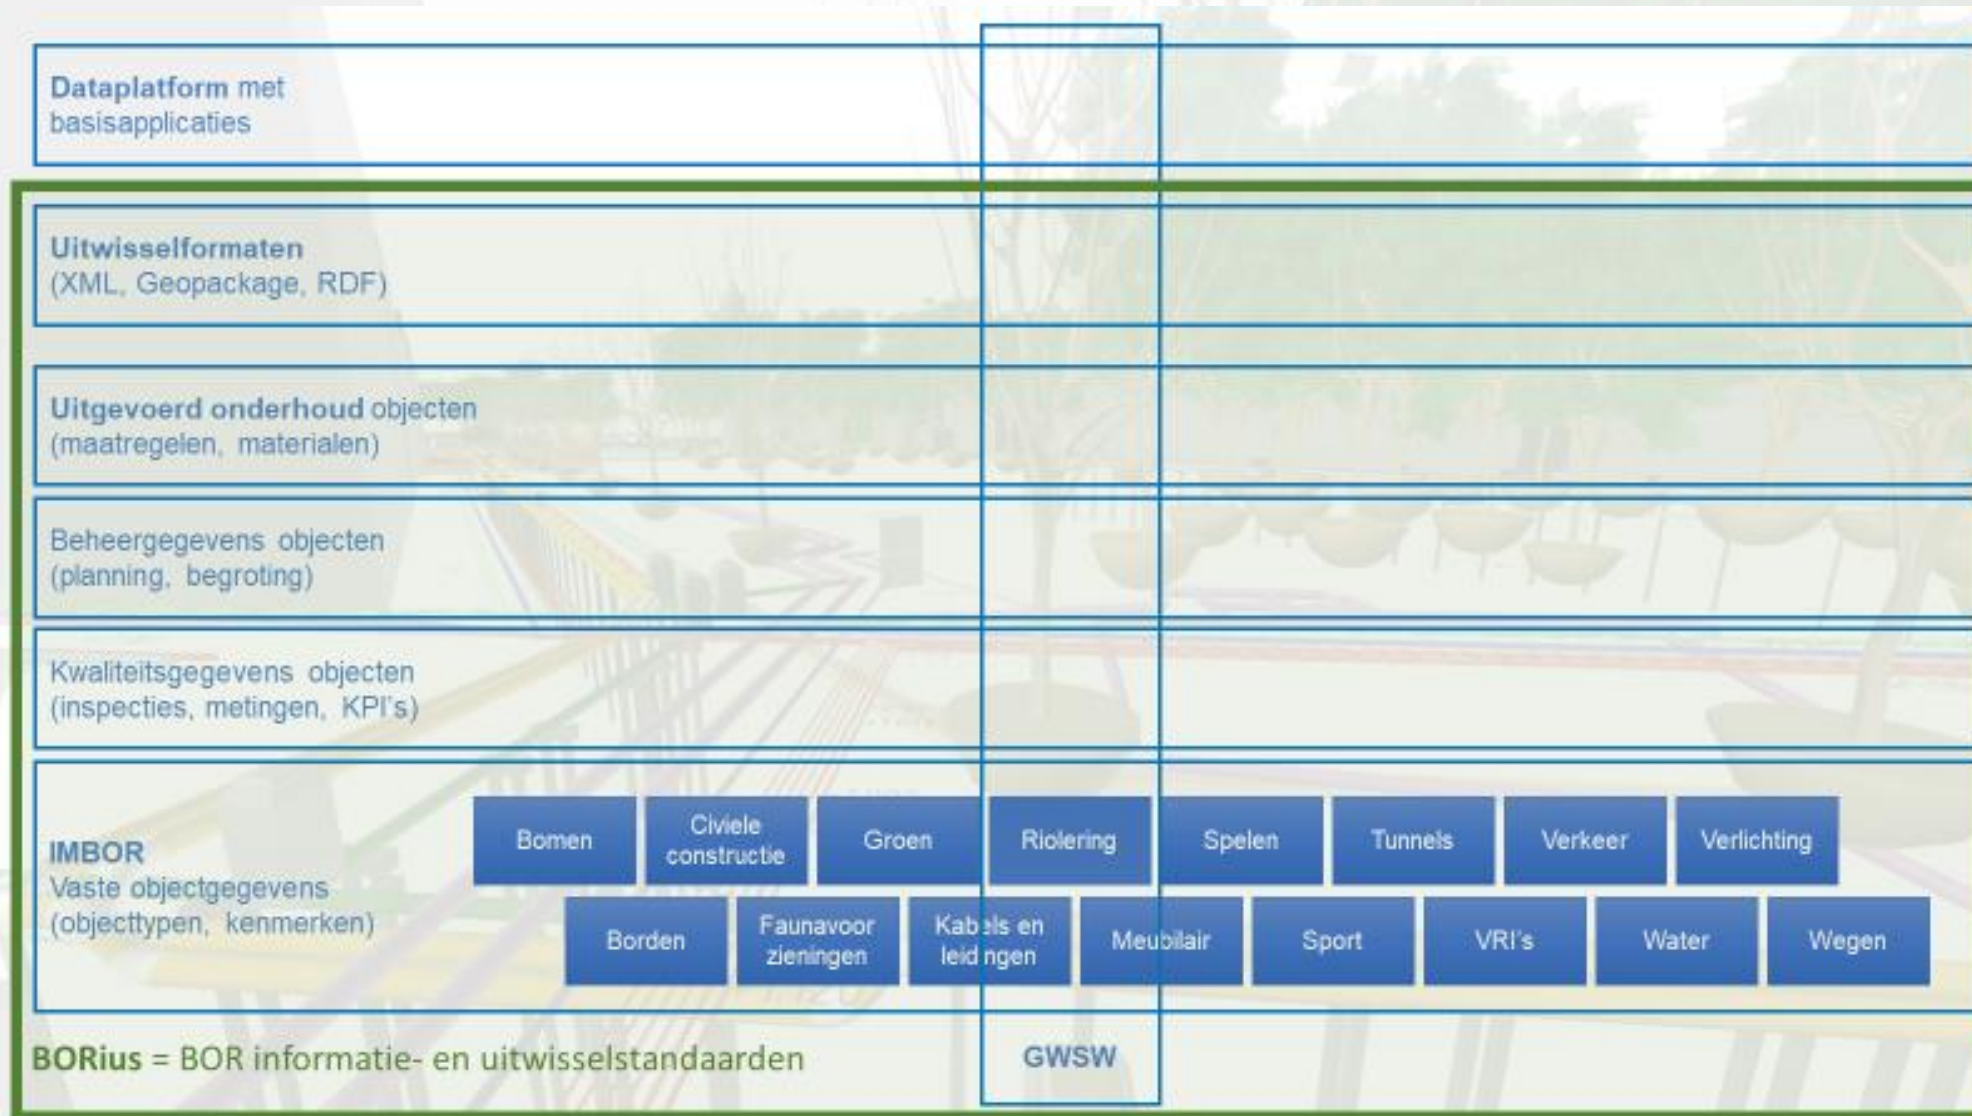 Dataplatform met
basisapplicaties
Uitwisselformaten
(XML, Geopackage, RDF)
Uitgevoerd onderhoud objecten
(maatregelen, materialen)
Beheergegevens objecten
(planning, begroting)
Kwaliteitsgegevens objecten
(inspecties, metingen, KPI's)
IMBOR
Vaste objectgegevens
(objecttypen, kenmerken)
Bomen
Civiele
constructie
Groen
Riolering
Spelen
Tunnels
Verkeer
Verlichting
Borden
Faunavoor
zieningen
Kabels en
leidingen
Meubilair
Sport
VRI's
Water
Wegen
BORius = BOR informatie- en uitwisselstandaarden
GWSW